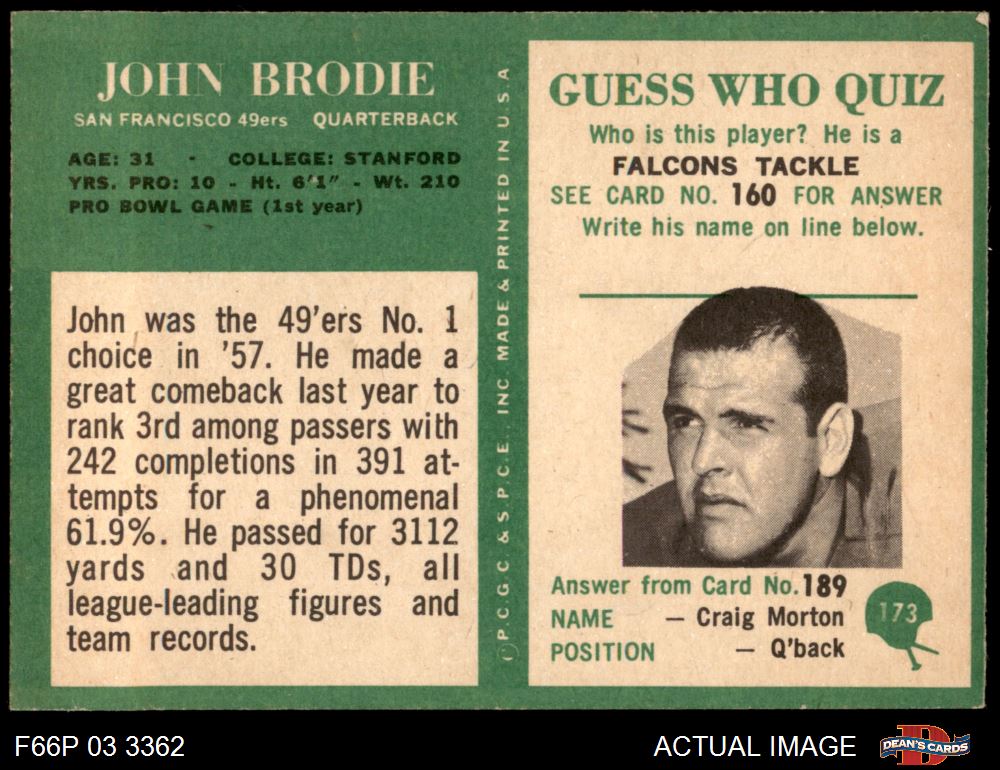 JOHN BRODIE
SAN FRANCISCO 49ers QUARTERBACK
AGE: 31 - COLLEGE: STANFORD
YRS. PRO: 10 - Ht. 6'1" - Wt. 210
PRO BOWL GAME (1st year)
John was the 49'ers No. 1
choice in '57. He made a
great comeback last year to
rank 3rd among passers with
242 completions in 391 at-
tempts for a phenomenal
61.9%. He passed for 3112
yards and 30 TDs, all
league-leading figures and
team records.
Ⓒ P.C.G.C. & S.P.C.E., INC. MADE & PRINTED IN U.S.A
GUESS WHO QUIZ
Who is this player? He is a
FALCONS TACKLE
SEE CARD NO. 160 FOR ANSWER
Write his name on line below.
Answer from Card No. 189
NAME — Craig Morton
POSITION — Q'back
173
F66P 03 3362
ACTUAL IMAGE
D
DEAN'S CARDS